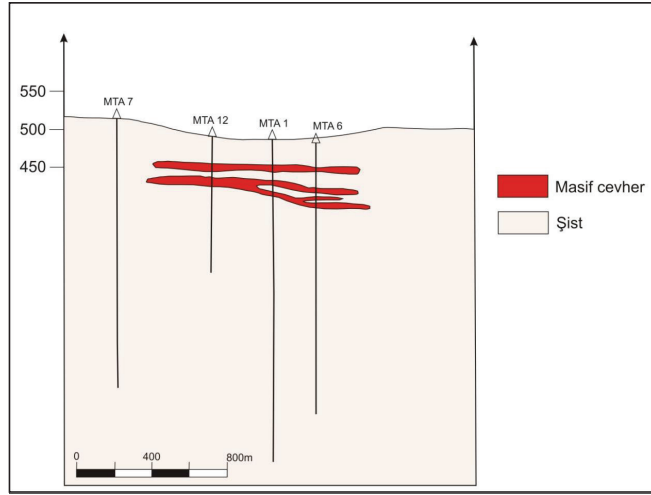 550
500
450
MTA 7
MTA 12
MTA 1
MTA 6
Masif cevher
Şist
0 400 800m